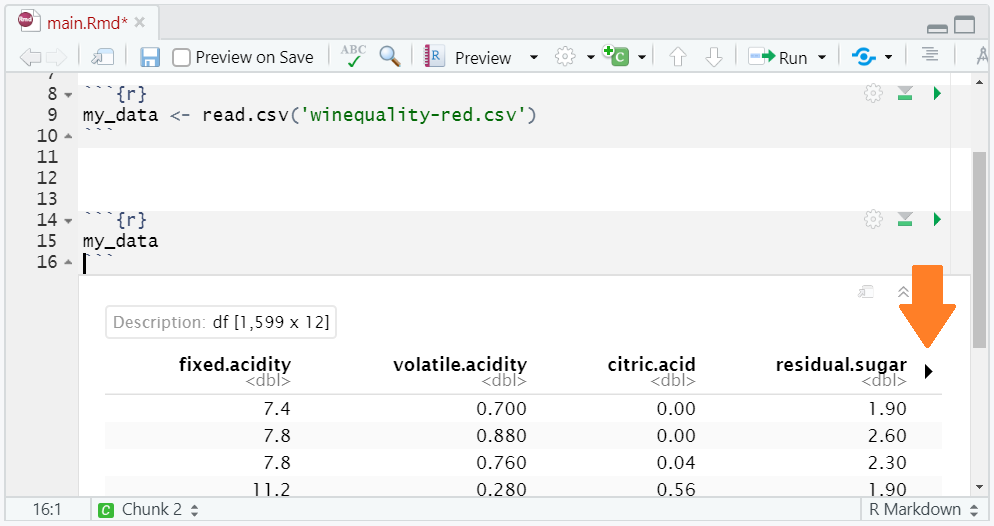 Rmd main.Rmd*
Preview on Save ABC R Preview C Run
7
8 ```{r}
9 my_data <- read.csv('winequality-red.csv')
10 ```
11
12
13
14 ```{r}
15 my_data
16 ```
Description: df [1,599 x 12]
fixed.acidity volatile.acidity citric.acid residual.sugar
<dbl> <dbl> <dbl> <dbl>
7.4 0.700 0.00 1.90
7.8 0.880 0.00 2.60
7.8 0.760 0.04 2.30
11.2 0.280 0.56 1.90
16:1 C Chunk 2 R Markdown